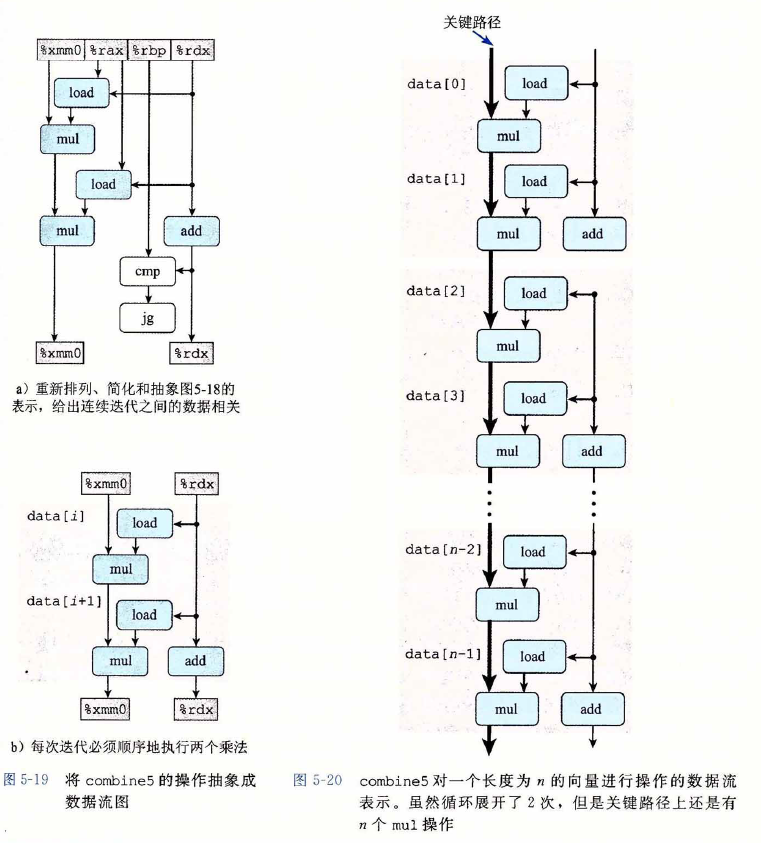 %xmm0 %rax %rbp %rdx
load
mul
load
mul add
cmp
jg
%xmm0 %rdx
a）重新排列、简化和抽象图5-18的
表示，给出连续迭代之间的数据相关
%xmm0 %rdx
data[i]
load
mul
data[i+1]
load
mul add
%xmm0 %rdx
b）每次迭代必须顺序地执行两个乘法
图 5-19 将 combine5 的操作抽象成
数据流图
关键路径
data[0] load
mul
data[1] load
mul add
data[2] load
mul
data[3] load
mul add
data[n-2] load
mul
data[n-1] load
mul add
图 5-20 combine5 对一个长度为 n 的向量进行操作的数据流
表示。虽然循环展开了 2 次，但是关键路径上还是有
n 个 mul 操作